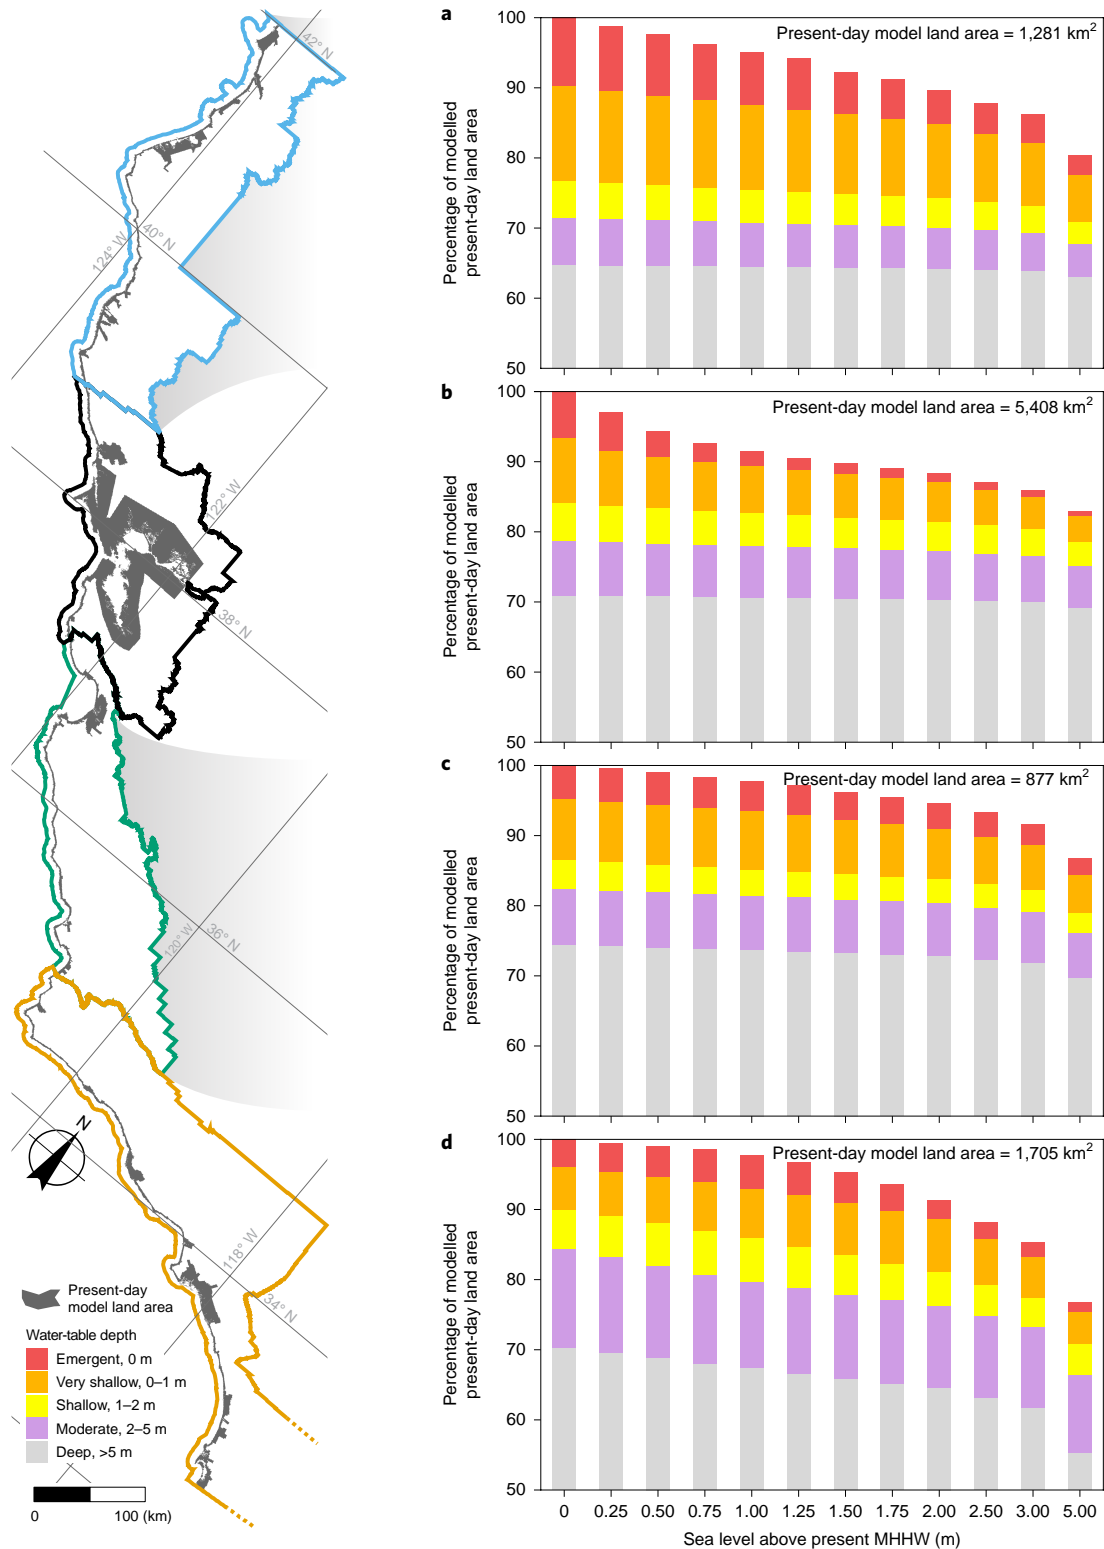 42° N
124° W
40° N
122° W
38° N
120° W
36° N
N
118° W
34° N
Present-day
model land area
Water-table depth
Emergent, 0 m
Very shallow, 0–1 m
Shallow, 1–2 m
Moderate, 2–5 m
Deep, >5 m
0 100 (km)
a
Present-day model land area = 1,281 km²
Percentage of modelled
present-day land area
100
90
80
70
60
50
b
Present-day model land area = 5,408 km²
Percentage of modelled
present-day land area
100
90
80
70
60
50
c
Present-day model land area = 877 km²
Percentage of modelled
present-day land area
100
90
80
70
60
50
d
Present-day model land area = 1,705 km²
Percentage of modelled
present-day land area
100
90
80
70
60
50
0 0.25 0.50 0.75 1.00 1.25 1.50 1.75 2.00 2.50 3.00 5.00
Sea level above present MHHW (m)